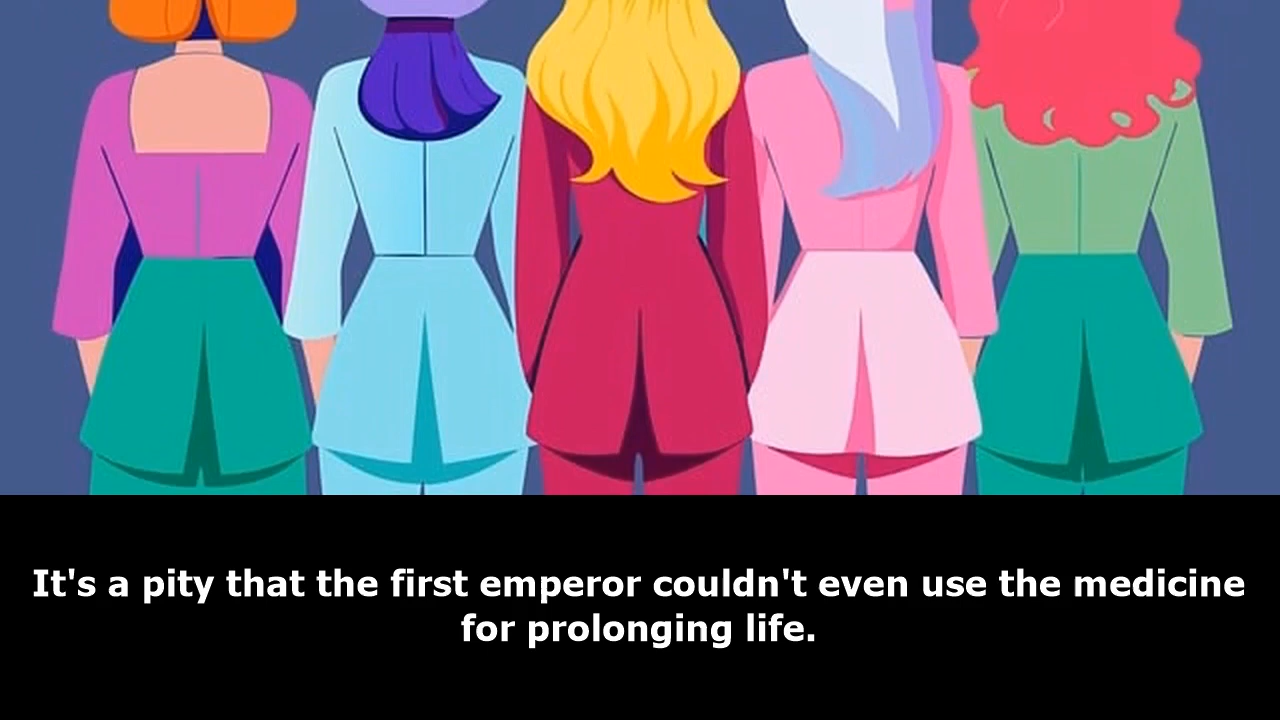 It's a pity that the first emperor couldn't even use the medicine
for prolonging life.